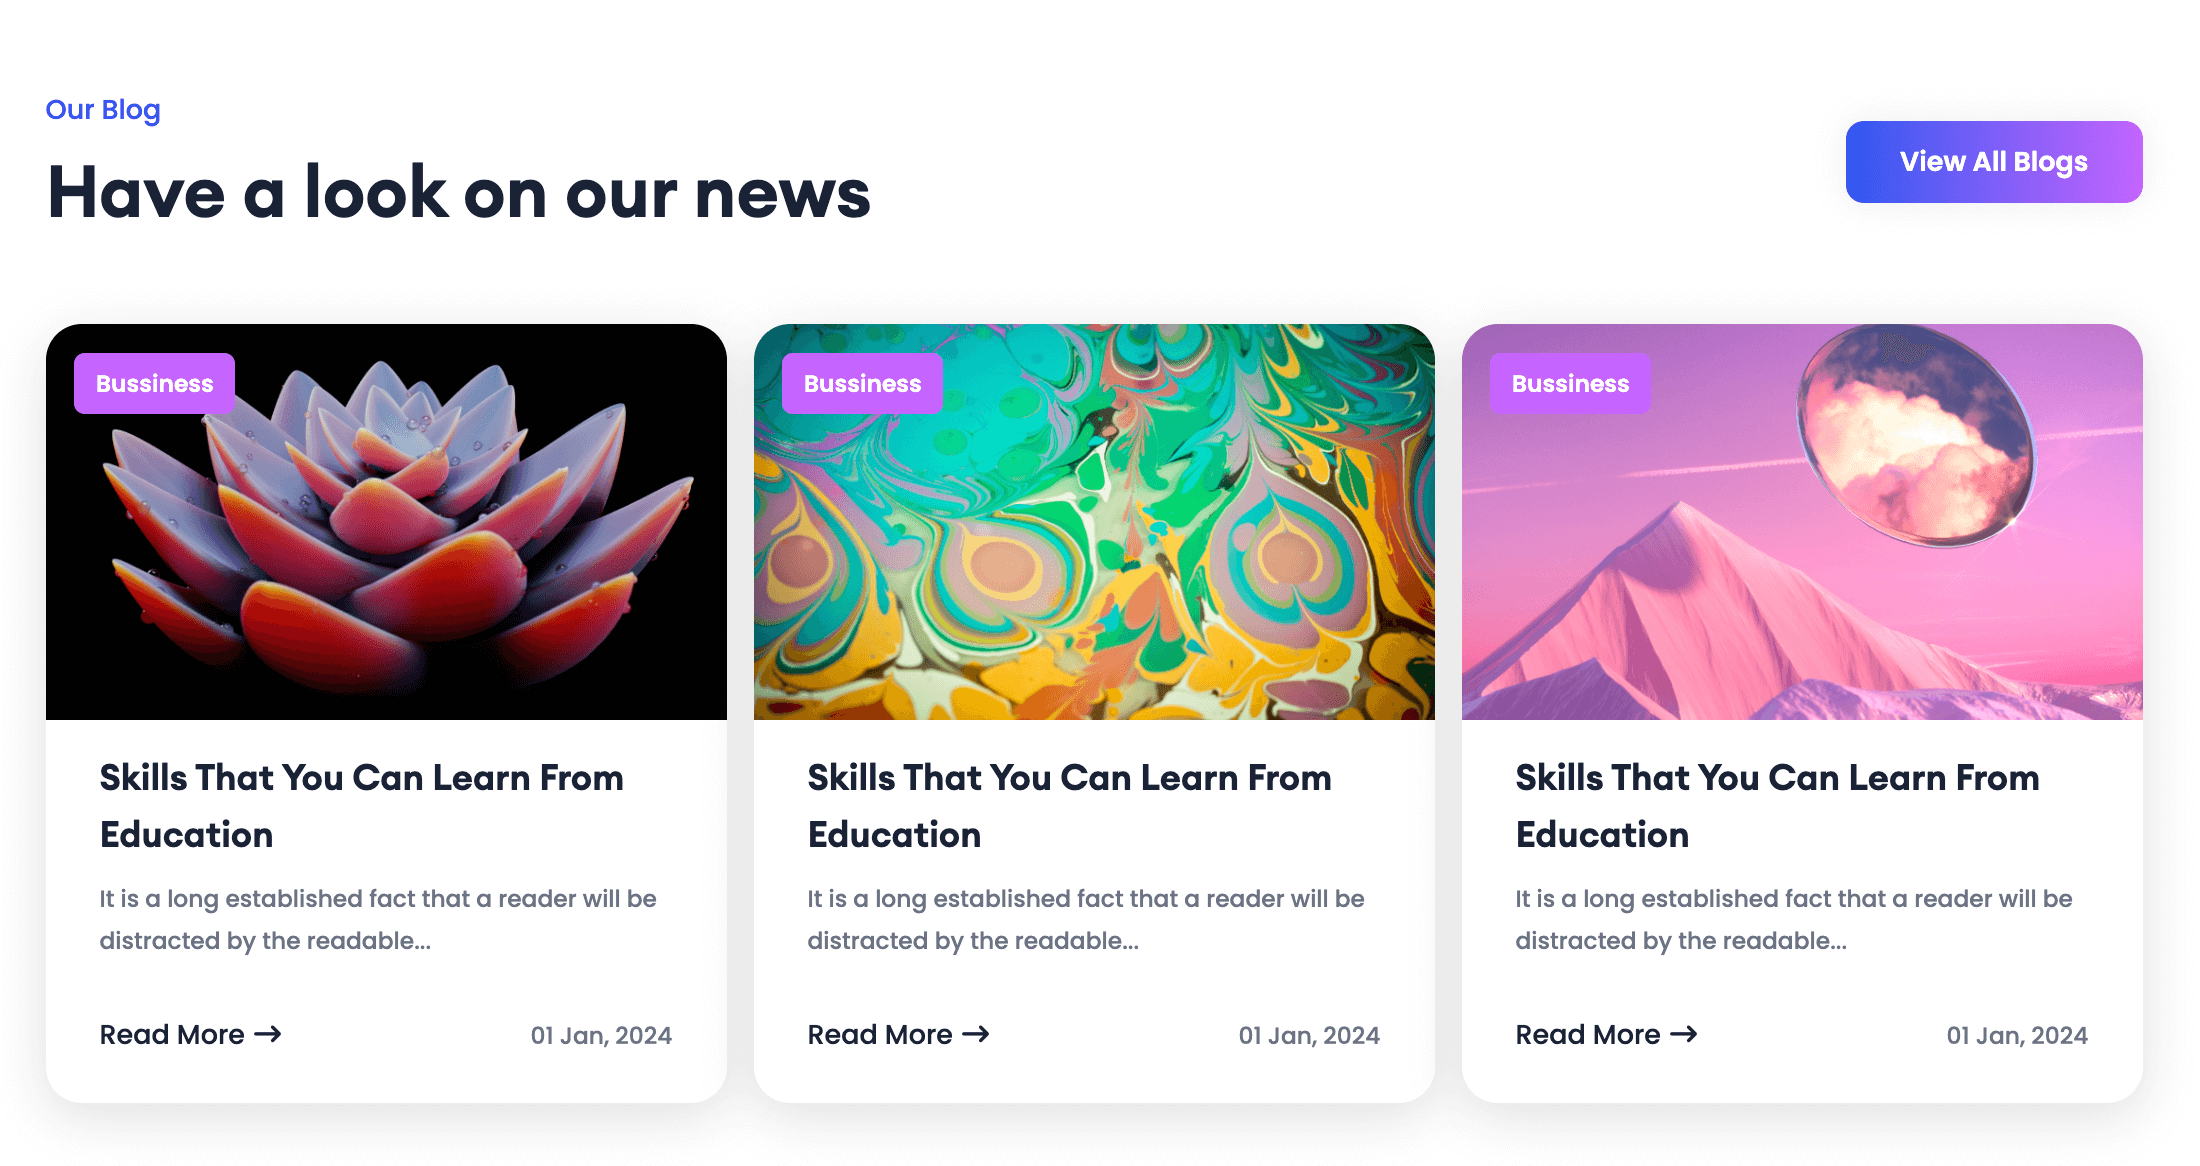 Our Blog
Have a look on our news
View All Blogs
Bussiness
Skills That You Can Learn From
Education
It is a long established fact that a reader will be
distracted by the readable...
Read More →
01 Jan, 2024
Bussiness
Skills That You Can Learn From
Education
It is a long established fact that a reader will be
distracted by the readable...
Read More →
01 Jan, 2024
Bussiness
Skills That You Can Learn From
Education
It is a long established fact that a reader will be
distracted by the readable...
Read More →
01 Jan, 2024